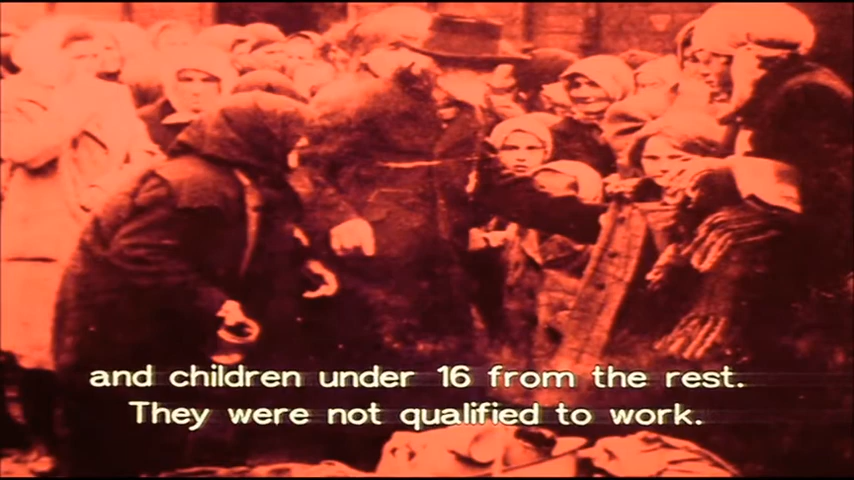 and children under 16 from the rest.
They were not qualified to work.